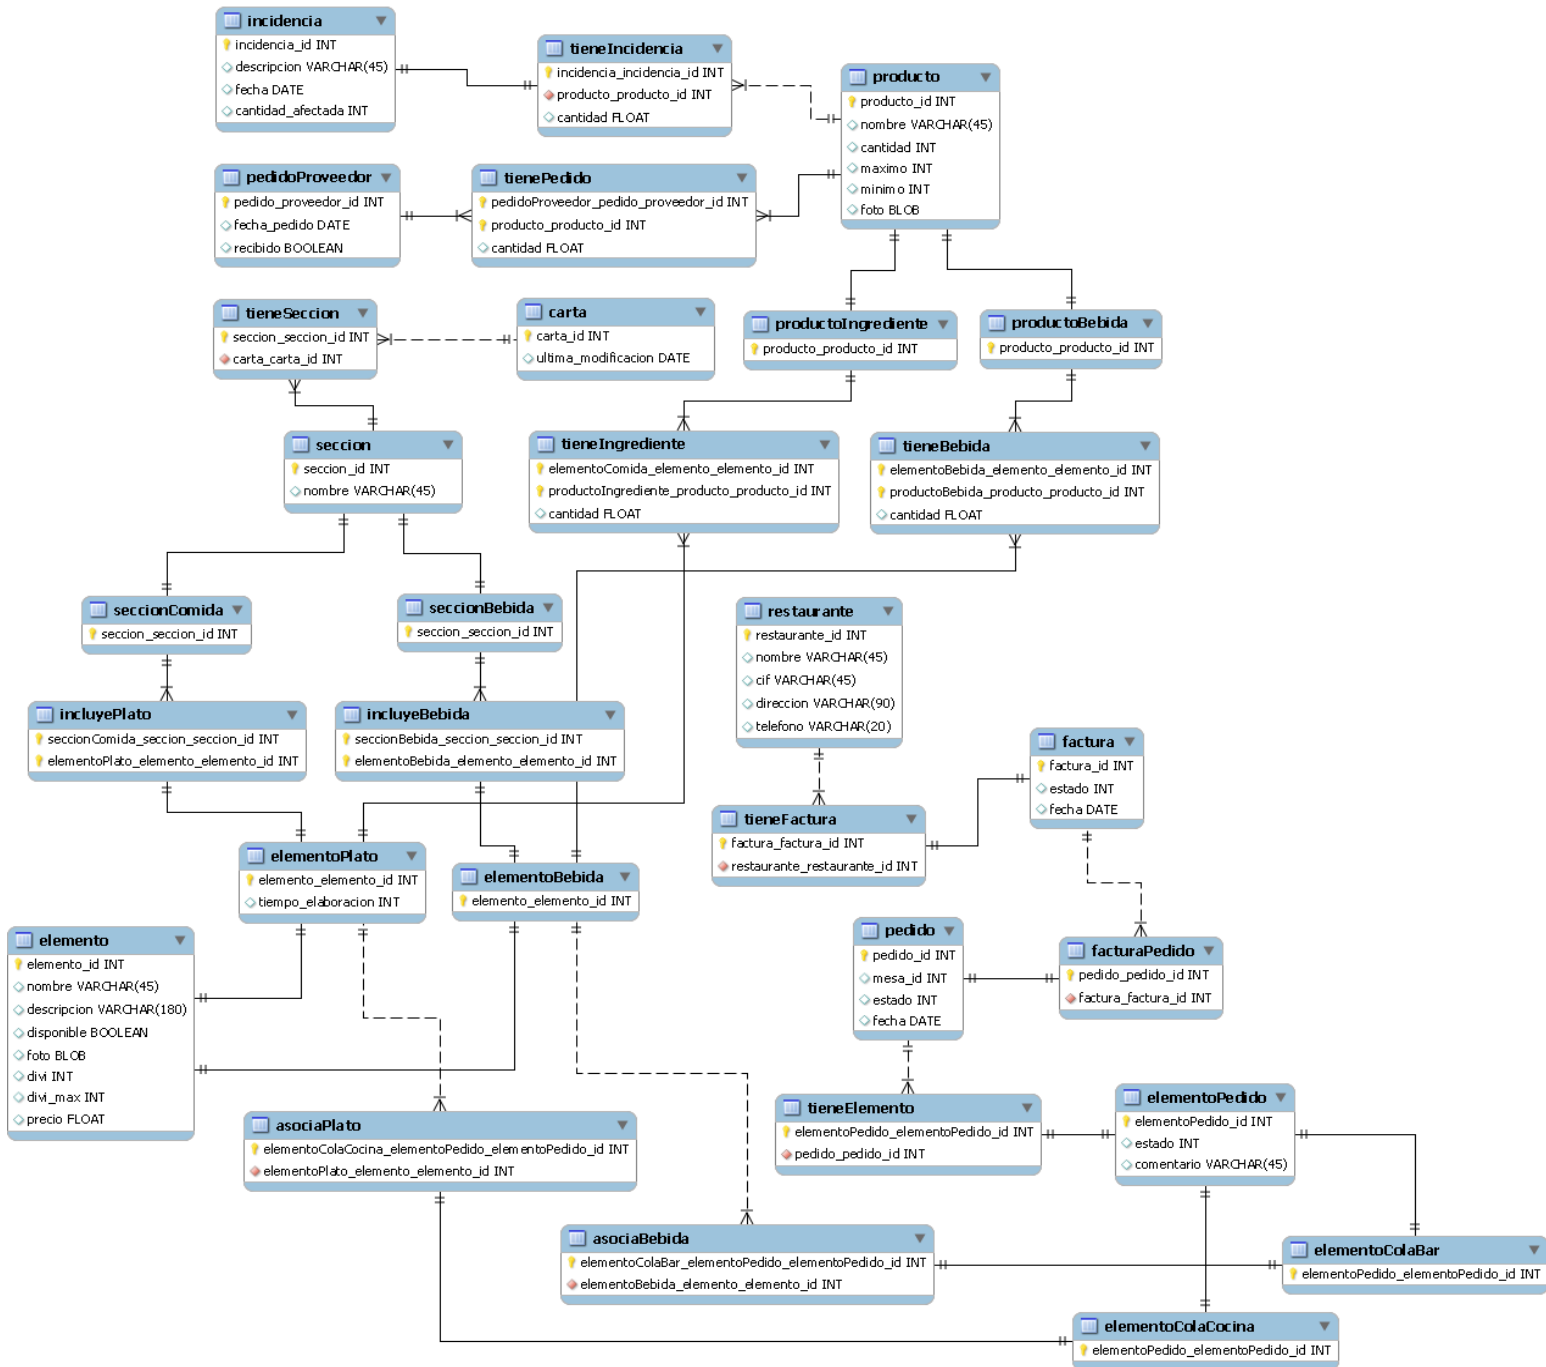 incidencia
incidencia_id INT
descripcion VARCHAR(45)
fecha DATE
cantidad_afectada INT
tieneIncidencia
incidencia_incidencia_id INT
producto_producto_id INT
cantidad FLOAT
producto
producto_id INT
nombre VARCHAR(45)
cantidad INT
maximo INT
minimo INT
foto BLOB
pedidoProveedor
pedido_proveedor_id INT
fecha_pedido DATE
recibido BOOLEAN
tienePedido
pedidoProveedor_pedido_proveedor_id INT
producto_producto_id INT
cantidad FLOAT
tieneSeccion
seccion_seccion_id INT
carta_carta_id INT
carta
carta_id INT
ultima_modificacion DATE
productoIngrediente
producto_producto_id INT
productoBebida
producto_producto_id INT
seccion
seccion_id INT
nombre VARCHAR(45)
tieneIngrediente
elementoComida_elemento_elemento_id INT
productoIngrediente_producto_producto_id INT
cantidad FLOAT
tieneBebida
elementoBebida_elemento_elemento_id INT
productoBebida_producto_producto_id INT
cantidad FLOAT
seccionComida
seccion_seccion_id INT
seccionBebida
seccion_seccion_id INT
restaurante
restaurante_id INT
nombre VARCHAR(45)
cif VARCHAR(45)
direccion VARCHAR(90)
telefono VARCHAR(20)
incluyePlato
seccionComida_seccion_seccion_id INT
elementoPlato_elemento_elemento_id INT
incluyeBebida
seccionBebida_seccion_seccion_id INT
elementoBebida_elemento_elemento_id INT
factura
factura_id INT
estado INT
fecha DATE
tieneFactura
factura_factura_id INT
restaurante_restaurante_id INT
elementoPlato
elemento_elemento_id INT
tiempo_elaboracion INT
elementoBebida
elemento_elemento_id INT
elemento
elemento_id INT
nombre VARCHAR(45)
descripcion VARCHAR(180)
disponible BOOLEAN
foto BLOB
divi INT
divi_max INT
precio FLOAT
pedido
pedido_id INT
mesa_id INT
estado INT
fecha DATE
facturaPedido
pedido_pedido_id INT
factura_factura_id INT
asociaPlato
elementoColaCocina_elementoPedido_elementoPedido_id INT
elementoPlato_elemento_elemento_id INT
tieneElemento
elementoPedido_elementoPedido_id INT
pedido_pedido_id INT
elementoPedido
elementoPedido_id INT
estado INT
comentario VARCHAR(45)
asociaBebida
elementoColaBar_elementoPedido_elementoPedido_id INT
elementoBebida_elemento_elemento_id INT
elementoColaBar
elementoPedido_elementoPedido_id INT
elementoColaCocina
elementoPedido_elementoPedido_id INT